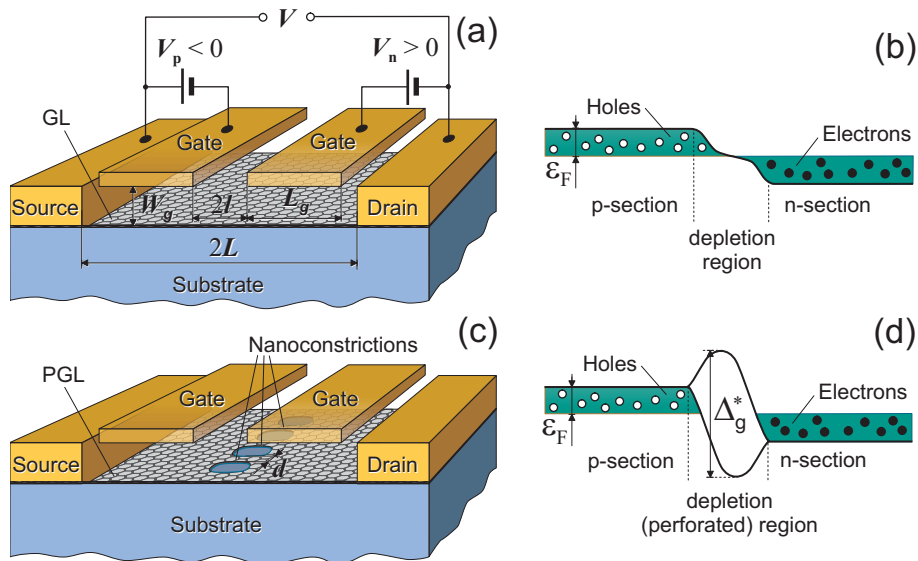 V
(a)
V_p < 0
V_n > 0
GL
Gate
Gate
Source
W_g
2l
L_g
Drain
2L
Substrate
(b)
Holes
Electrons
ε_F
p-section
n-section
depletion
region
(c)
Nanoconstrictions
PGL
Gate
Gate
Source
d
Drain
Substrate
(d)
Holes
Electrons
Δ*_g
ε_F
p-section
n-section
depletion
(perforated) region